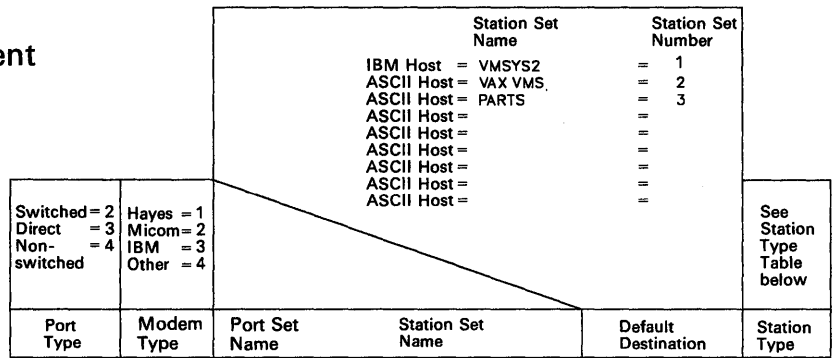 ent
Station Set Name Station Set Number
IBM Host = VMSYS2 = 1
ASCII Host = VAX VMS = 2
ASCII Host = PARTS = 3
ASCII Host = =
ASCII Host = =
ASCII Host = =
ASCII Host = =
ASCII Host = =
ASCII Host = =
Switched = 2
Direct = 3
Non-switched = 4
Hayes = 1
Micom = 2
IBM = 3
Other = 4
See
Station
Type
Table
below
Port Type
Modem Type
Port Set Name
Station Set Name
Default Destination
Station Type